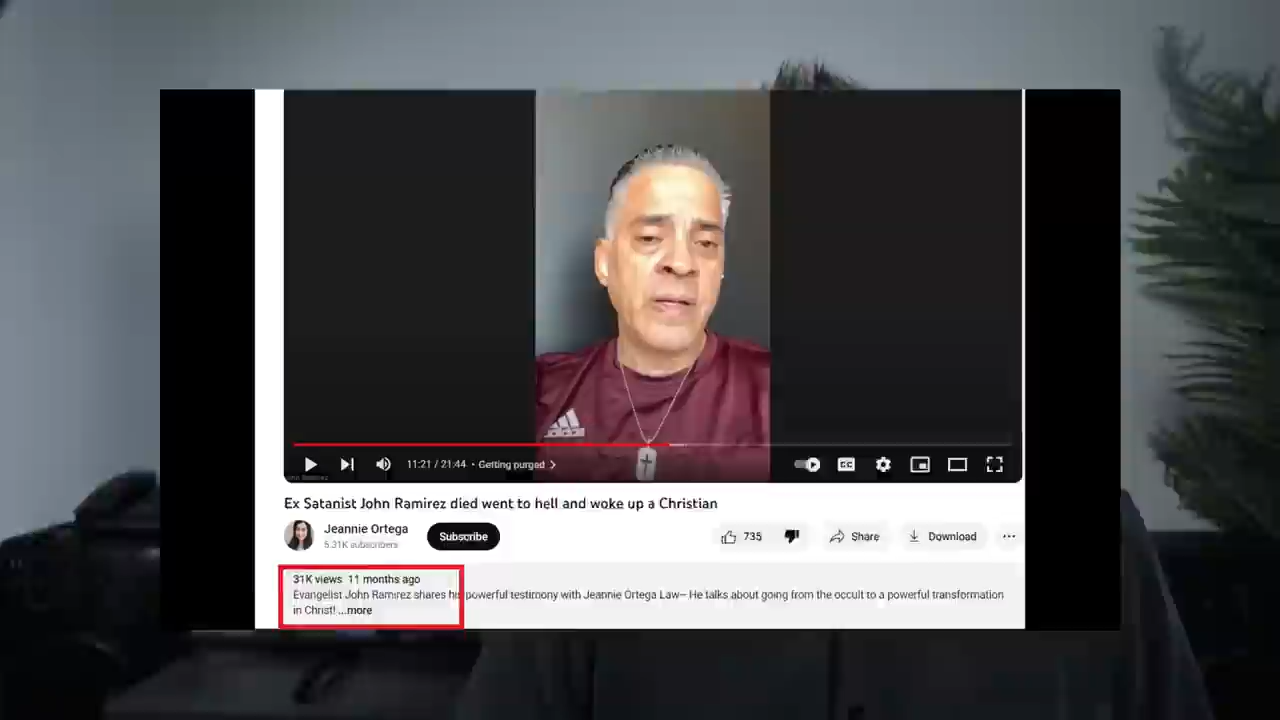 11:21 / 21:44 • Getting purged >
CC
Ex Satanist John Ramirez died went to hell and woke up a Christian
Jeannie Ortega
5.31K subscribers
Subscribe
735
Share
Download
...
31K views 11 months ago
Evangelist John Ramirez shares his powerful testimony with Jeannie Ortega Law– He talks about going from the occult to a powerful transformation
in Christ! ...more